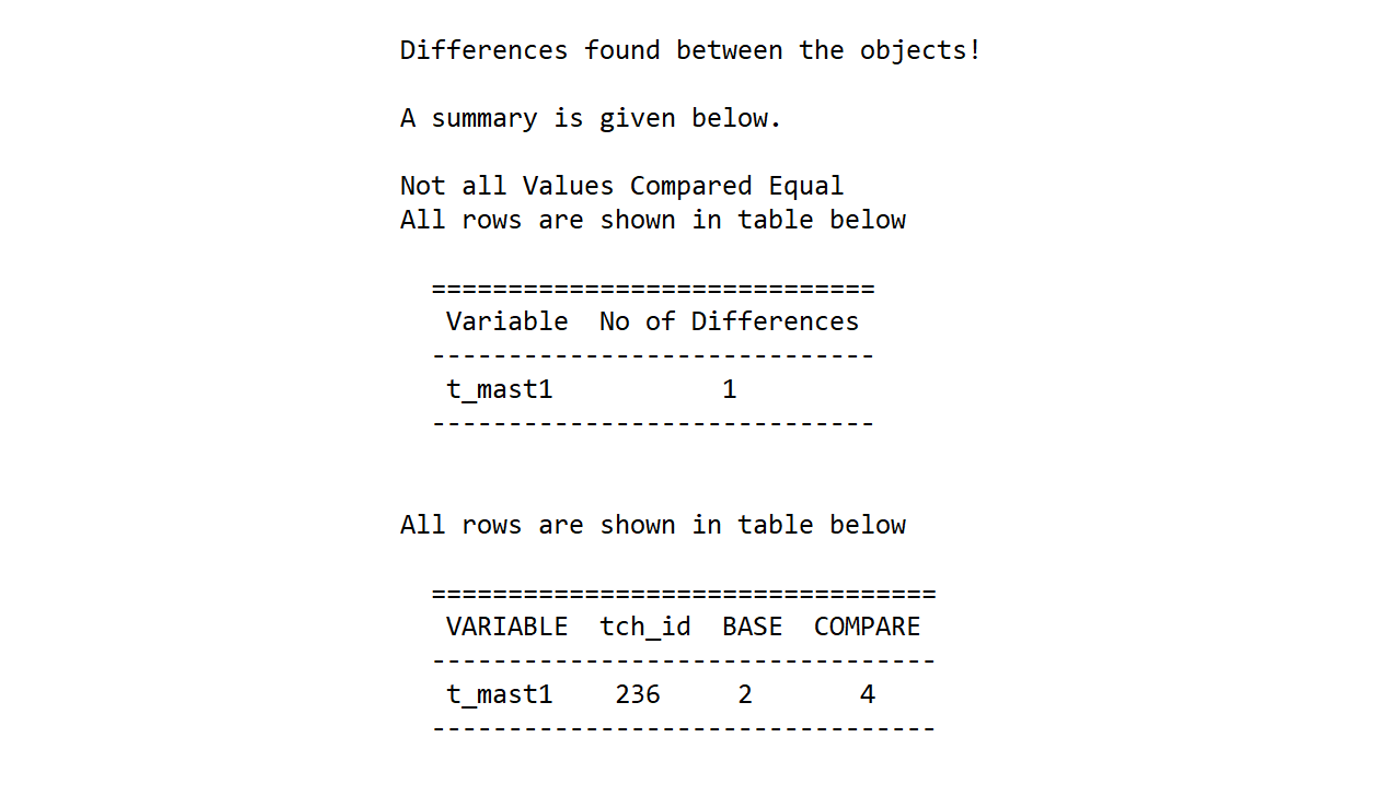 Differences found between the objects!
A summary is given below.
Not all Values Compared Equal
All rows are shown in table below
=============================
Variable  No of Differences
-----------------------------
t_mast1           1
-----------------------------
All rows are shown in table below
=================================
VARIABLE  tch_id  BASE  COMPARE
---------------------------------
t_mast1    236     2       4
---------------------------------